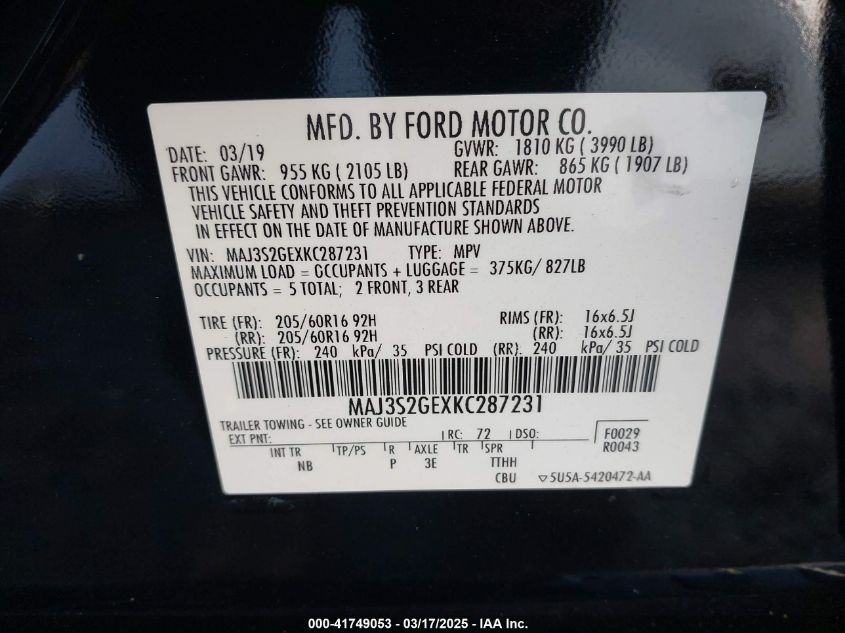 MFD. BY FORD MOTOR CO.
DATE: 03/19 GVWR: 1810 KG ( 3990 LB)
FRONT GAWR: 955 KG ( 2105 LB) REAR GAWR: 865 KG ( 1907 LB)
THIS VEHICLE CONFORMS TO ALL APPLICABLE FEDERAL MOTOR
VEHICLE SAFETY AND THEFT PREVENTION STANDARDS
IN EFFECT ON THE DATE OF MANUFACTURE SHOWN ABOVE.
VIN: MAJ3S2GEXKC287231 TYPE: MPV
MAXIMUM LOAD = OCCUPANTS + LUGGAGE = 375KG/ 827LB
OCCUPANTS = 5 TOTAL; 2 FRONT, 3 REAR
TIRE (FR): 205/60R16 92H RIMS (FR): 16x6.5J
(RR): 205/60R16 92H (RR): 16x6.5J
PRESSURE (FR): 240 kPa/ 35 PSI COLD (RR): 240 kPa/ 35 PSI COLD
MAJ3S2GEXKC287231
TRAILER TOWING - SEE OWNER GUIDE
EXT PNT: RC: 72 DSO: F0029
R0043
INT TR TP/PS R AXLE TR SPR
NB P 3E TTHH
CBU ▽5U5A-5420472-AA
000-41749053 — 03/17/2025 — IAAI.com